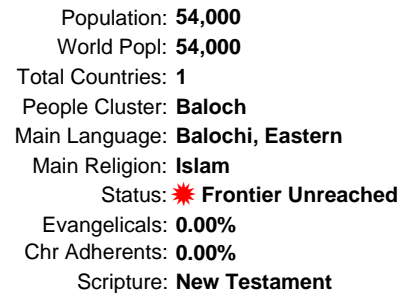 Population: 54,000
World Popl: 54,000
Total Countries: 1
People Cluster: Baloch
Main Language: Balochi, Eastern
Main Religion: Islam
Status: Frontier Unreached
Evangelicals: 0.00%
Chr Adherents: 0.00%
Scripture: New Testament